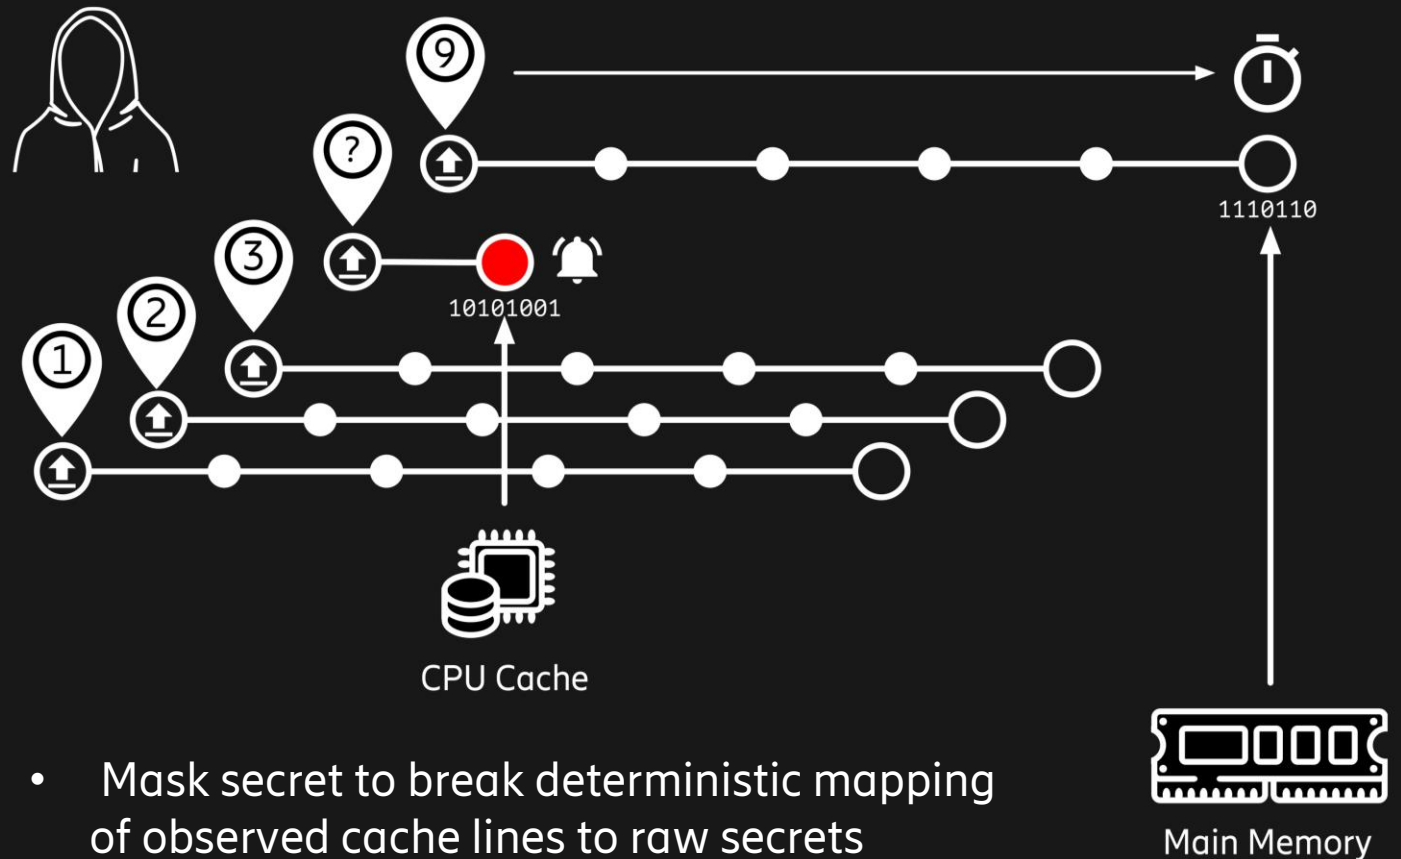 9
?
1110110
3
10101001
2
1
CPU Cache
• Mask secret to break deterministic mapping
of observed cache lines to raw secrets
Main Memory